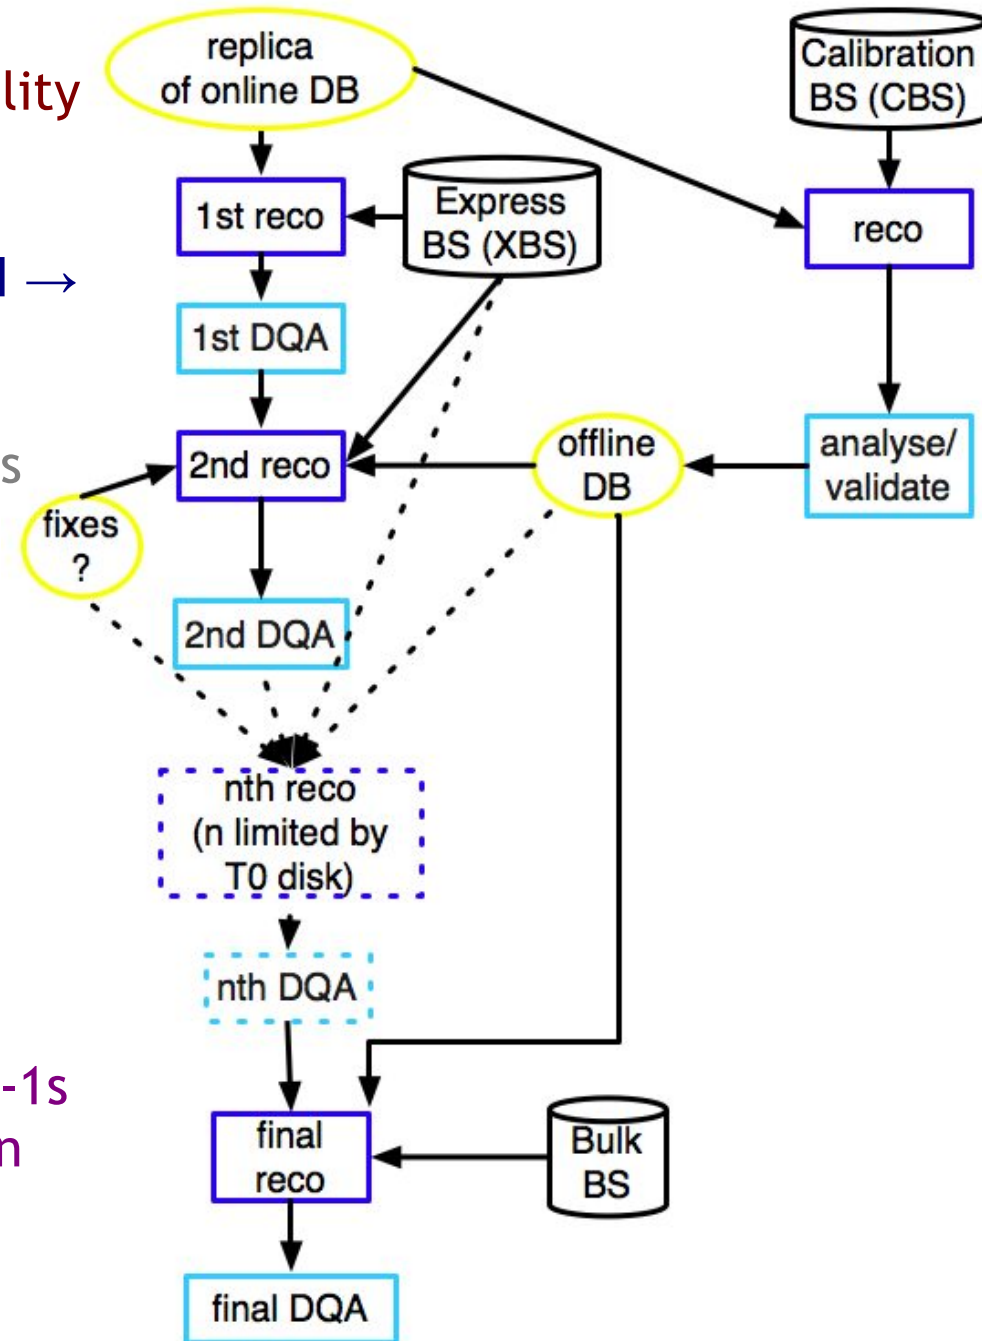 replica
of online DB
Calibration
BS (CBS)
lity
1st reco
Express
BS (XBS)
reco
→
1st DQA
2nd reco
offline
DB
analyse/
validate
s
fixes
?
2nd DQA
nth reco
(n limited by
T0 disk)
nth DQA
-1s
n
final
reco
Bulk
BS
final DQA